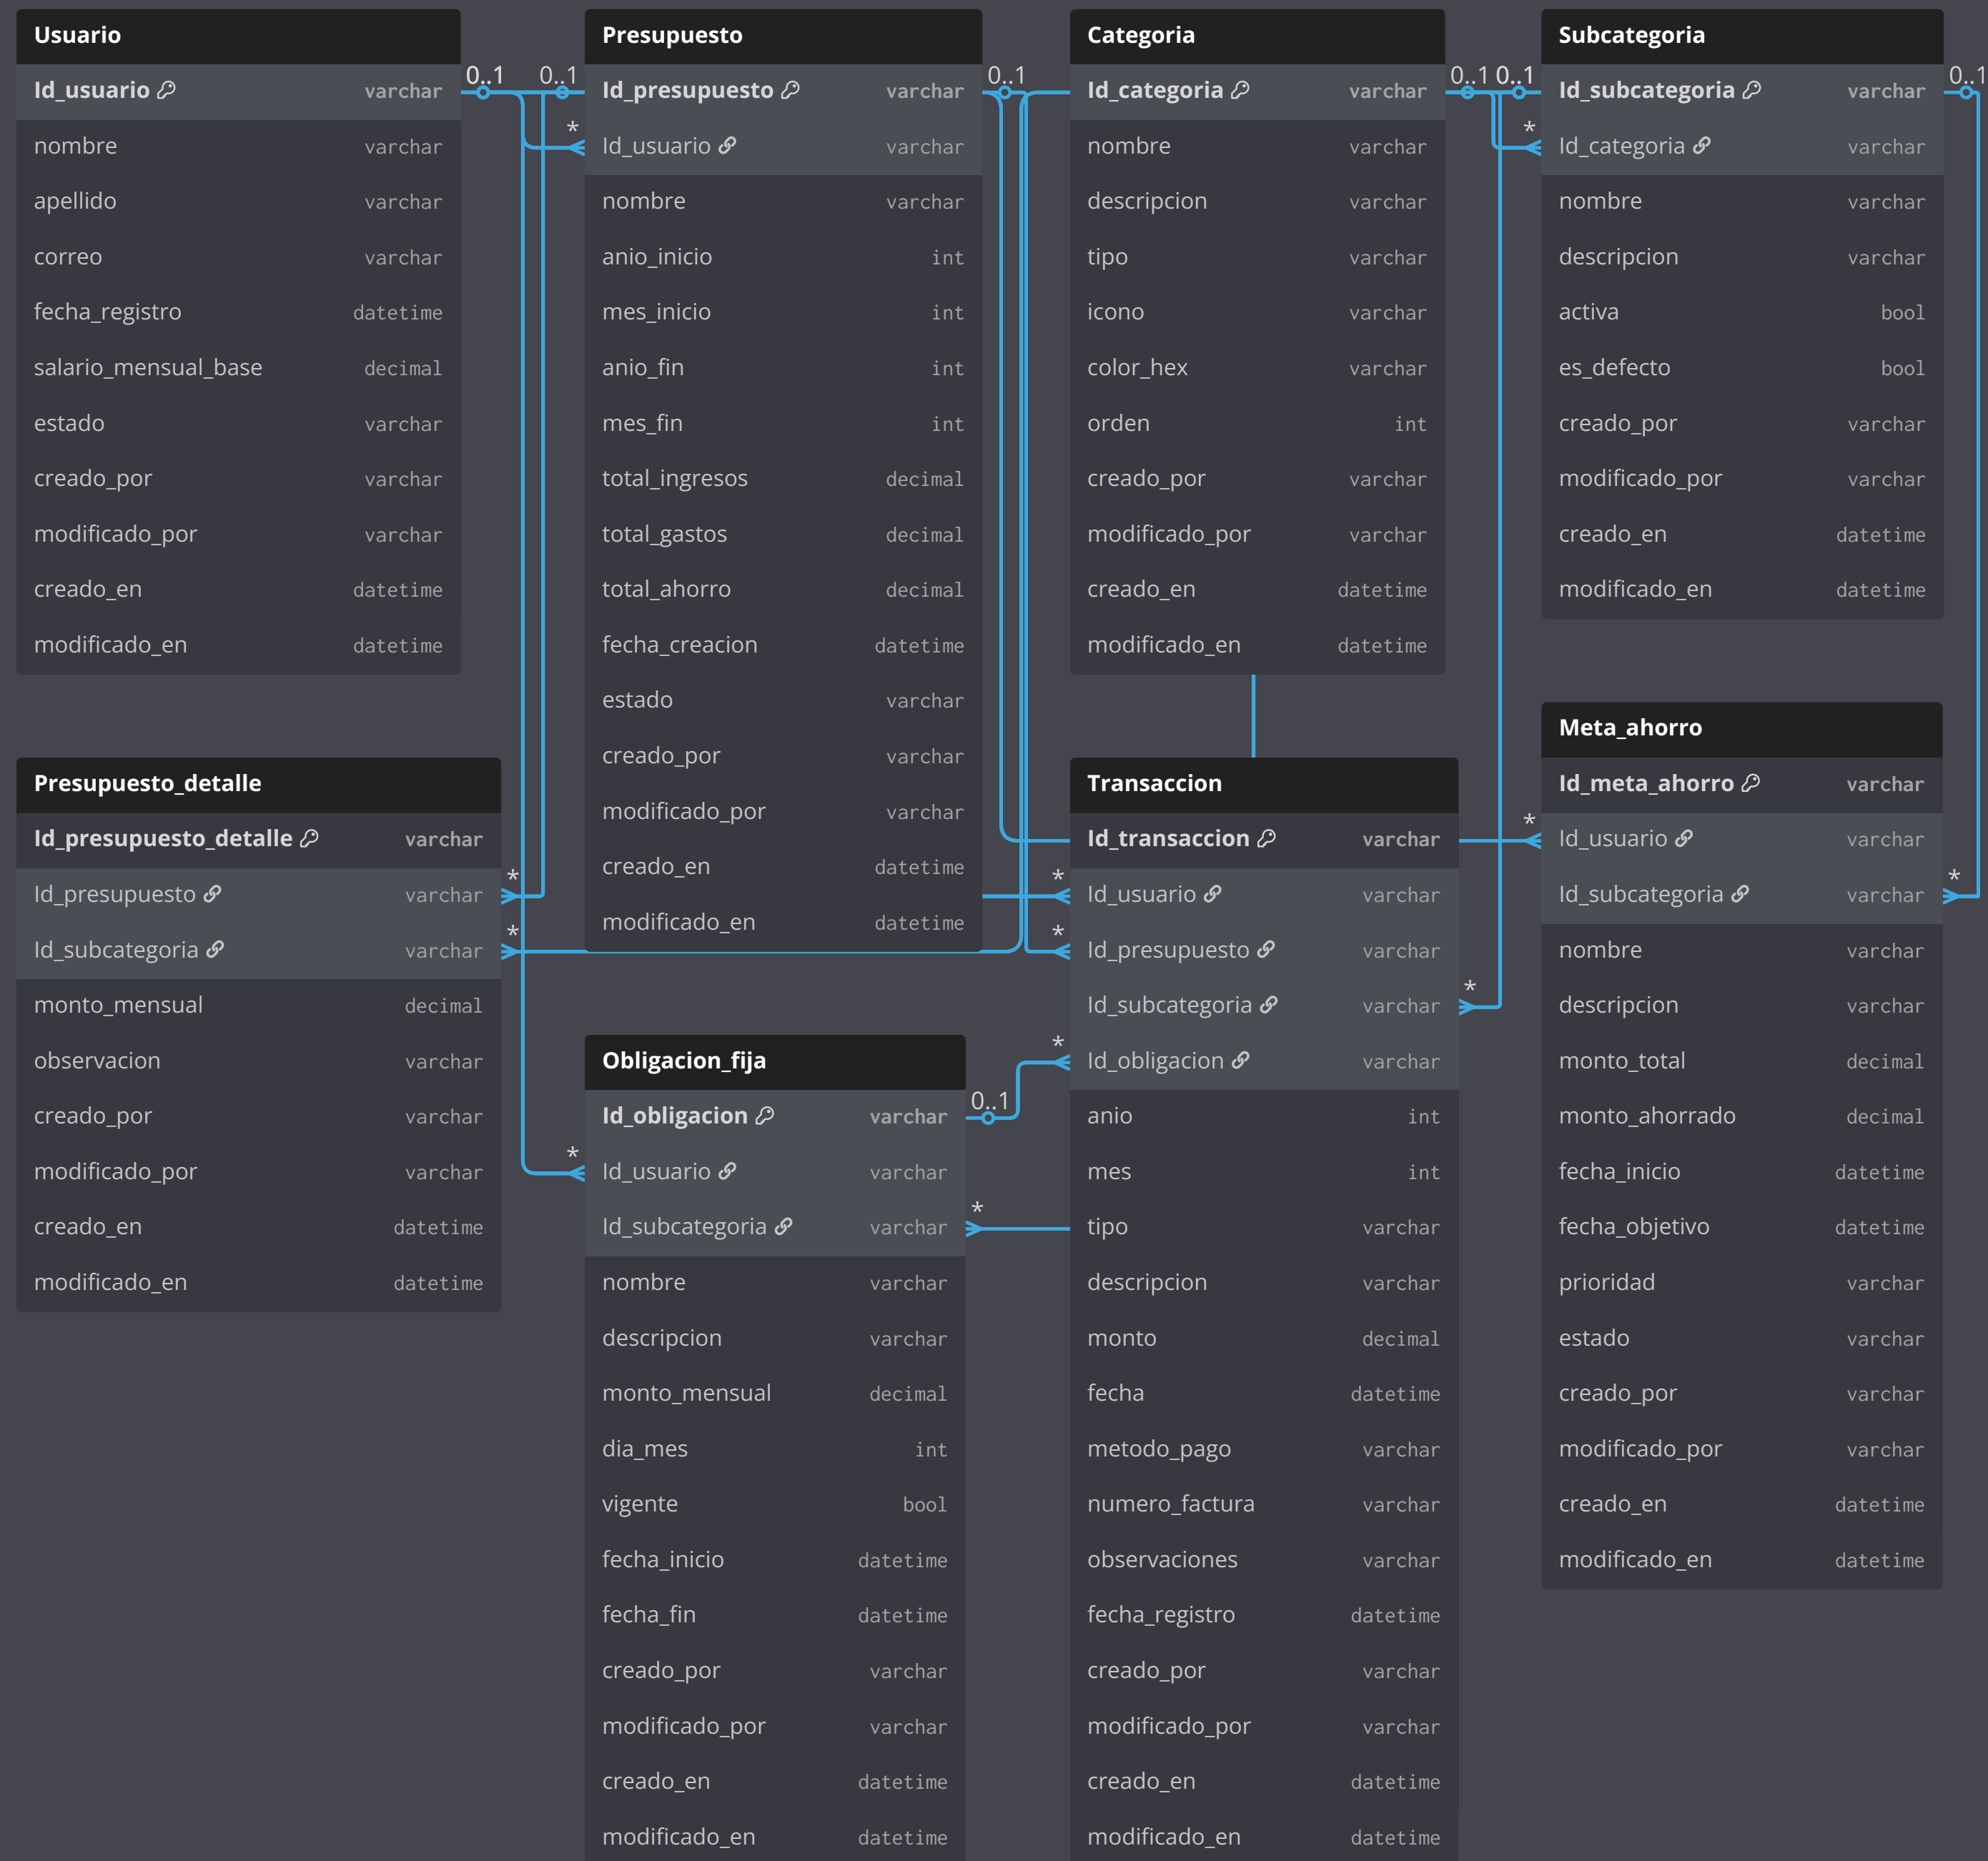 Usuario
Id_usuario varchar
nombre varchar
apellido varchar
correo varchar
fecha_registro datetime
salario_mensual_base decimal
estado varchar
creado_por varchar
modificado_por varchar
creado_en datetime
modificado_en datetime
0..1
0..1
*
Presupuesto
Id_presupuesto varchar
Id_usuario varchar
nombre varchar
anio_inicio int
mes_inicio int
anio_fin int
mes_fin int
total_ingresos decimal
total_gastos decimal
total_ahorro decimal
fecha_creacion datetime
estado varchar
creado_por varchar
modificado_por varchar
creado_en datetime
modificado_en datetime
0..1
Categoria
Id_categoria varchar
nombre varchar
descripcion varchar
tipo varchar
icono varchar
color_hex varchar
orden int
creado_por varchar
modificado_por varchar
creado_en datetime
modificado_en datetime
0..1 0..1
*
Subcategoria
Id_subcategoria varchar
Id_categoria varchar
nombre varchar
descripcion varchar
activa bool
es_defecto bool
creado_por varchar
modificado_por varchar
creado_en datetime
modificado_en datetime
0..1
Presupuesto_detalle
Id_presupuesto_detalle varchar
Id_presupuesto varchar
Id_subcategoria varchar
monto_mensual decimal
observacion varchar
creado_por varchar
modificado_por varchar
creado_en datetime
modificado_en datetime
*
*
*
Obligacion_fija
Id_obligacion varchar
Id_usuario varchar
Id_subcategoria varchar
nombre varchar
descripcion varchar
monto_mensual decimal
dia_mes int
vigente bool
fecha_inicio datetime
fecha_fin datetime
creado_por varchar
modificado_por varchar
creado_en datetime
modificado_en datetime
0..1
*
*
*
*
Transaccion
Id_transaccion varchar
Id_usuario varchar
Id_presupuesto varchar
Id_subcategoria varchar
Id_obligacion varchar
anio int
mes int
tipo varchar
descripcion varchar
monto decimal
fecha datetime
metodo_pago varchar
numero_factura varchar
observaciones varchar
fecha_registro datetime
creado_por varchar
modificado_por varchar
creado_en datetime
modificado_en datetime
*
*
Meta_ahorro
Id_meta_ahorro varchar
Id_usuario varchar
Id_subcategoria varchar
nombre varchar
descripcion varchar
monto_total decimal
monto_ahorrado decimal
fecha_inicio datetime
fecha_objetivo datetime
prioridad varchar
estado varchar
creado_por varchar
modificado_por varchar
creado_en datetime
modificado_en datetime
*